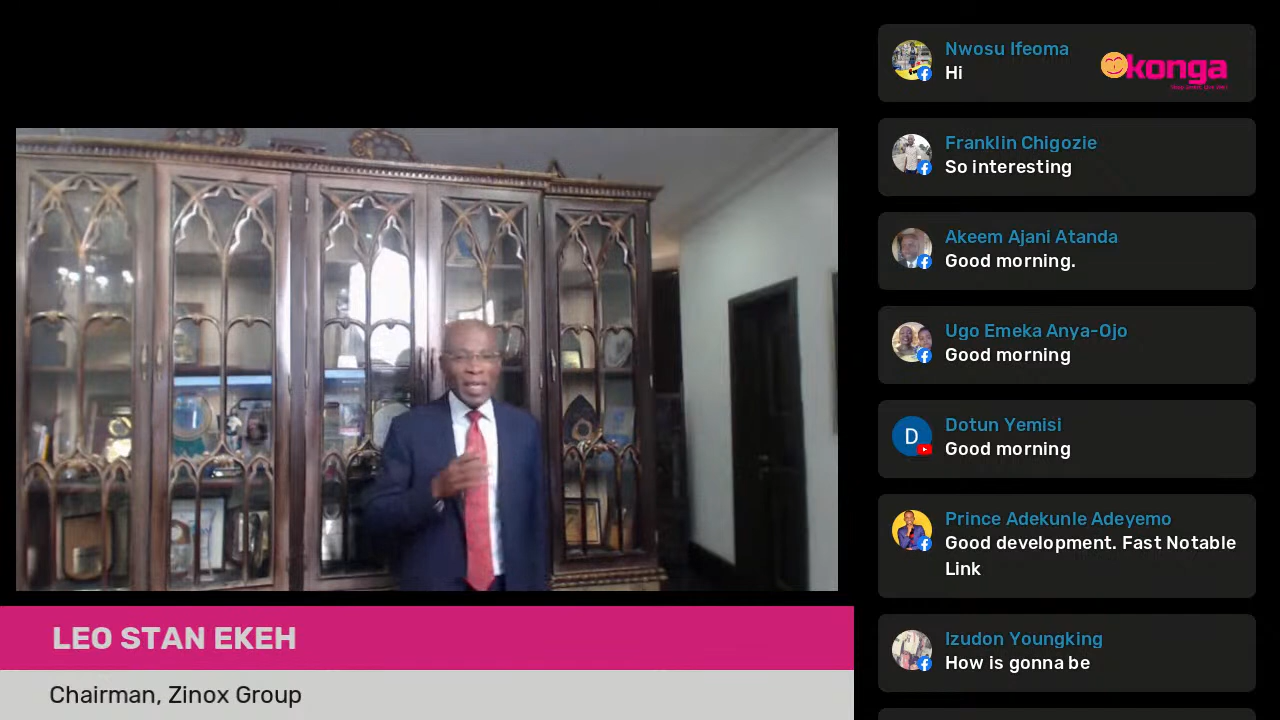 LEO STAN EKEH
Chairman, Zinox Group
Nwosu Ifeoma
Hi
konga
Franklin Chigozie
So interesting
Akeem Ajani Atanda
Good morning.
Ugo Emeka Anya-Ojo
Good morning
D
Dotun Yemisi
Good morning
Prince Adekunle Adeyemo
Good development. Fast Notable
Link
Izudon Youngking
How is gonna be